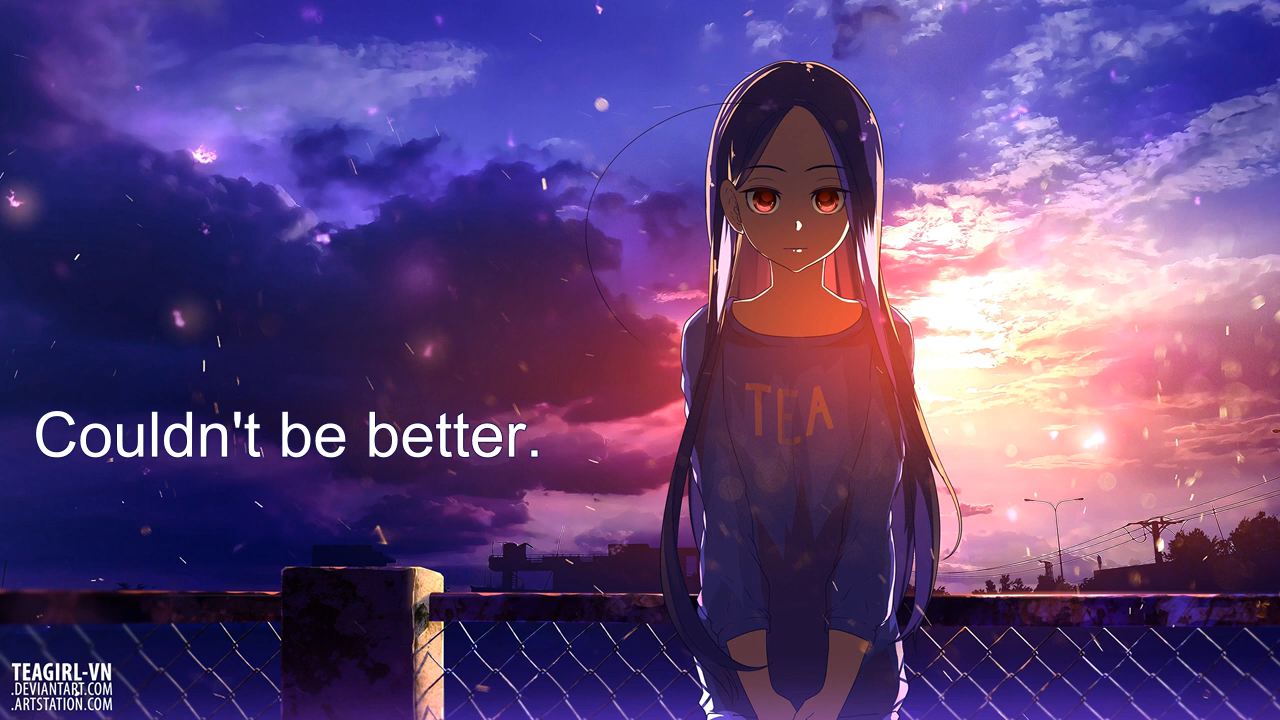 TEA
Couldn't be better.
TEAGIRL-VN
.DEVIANTART.COM
.ARTSTATION.COM